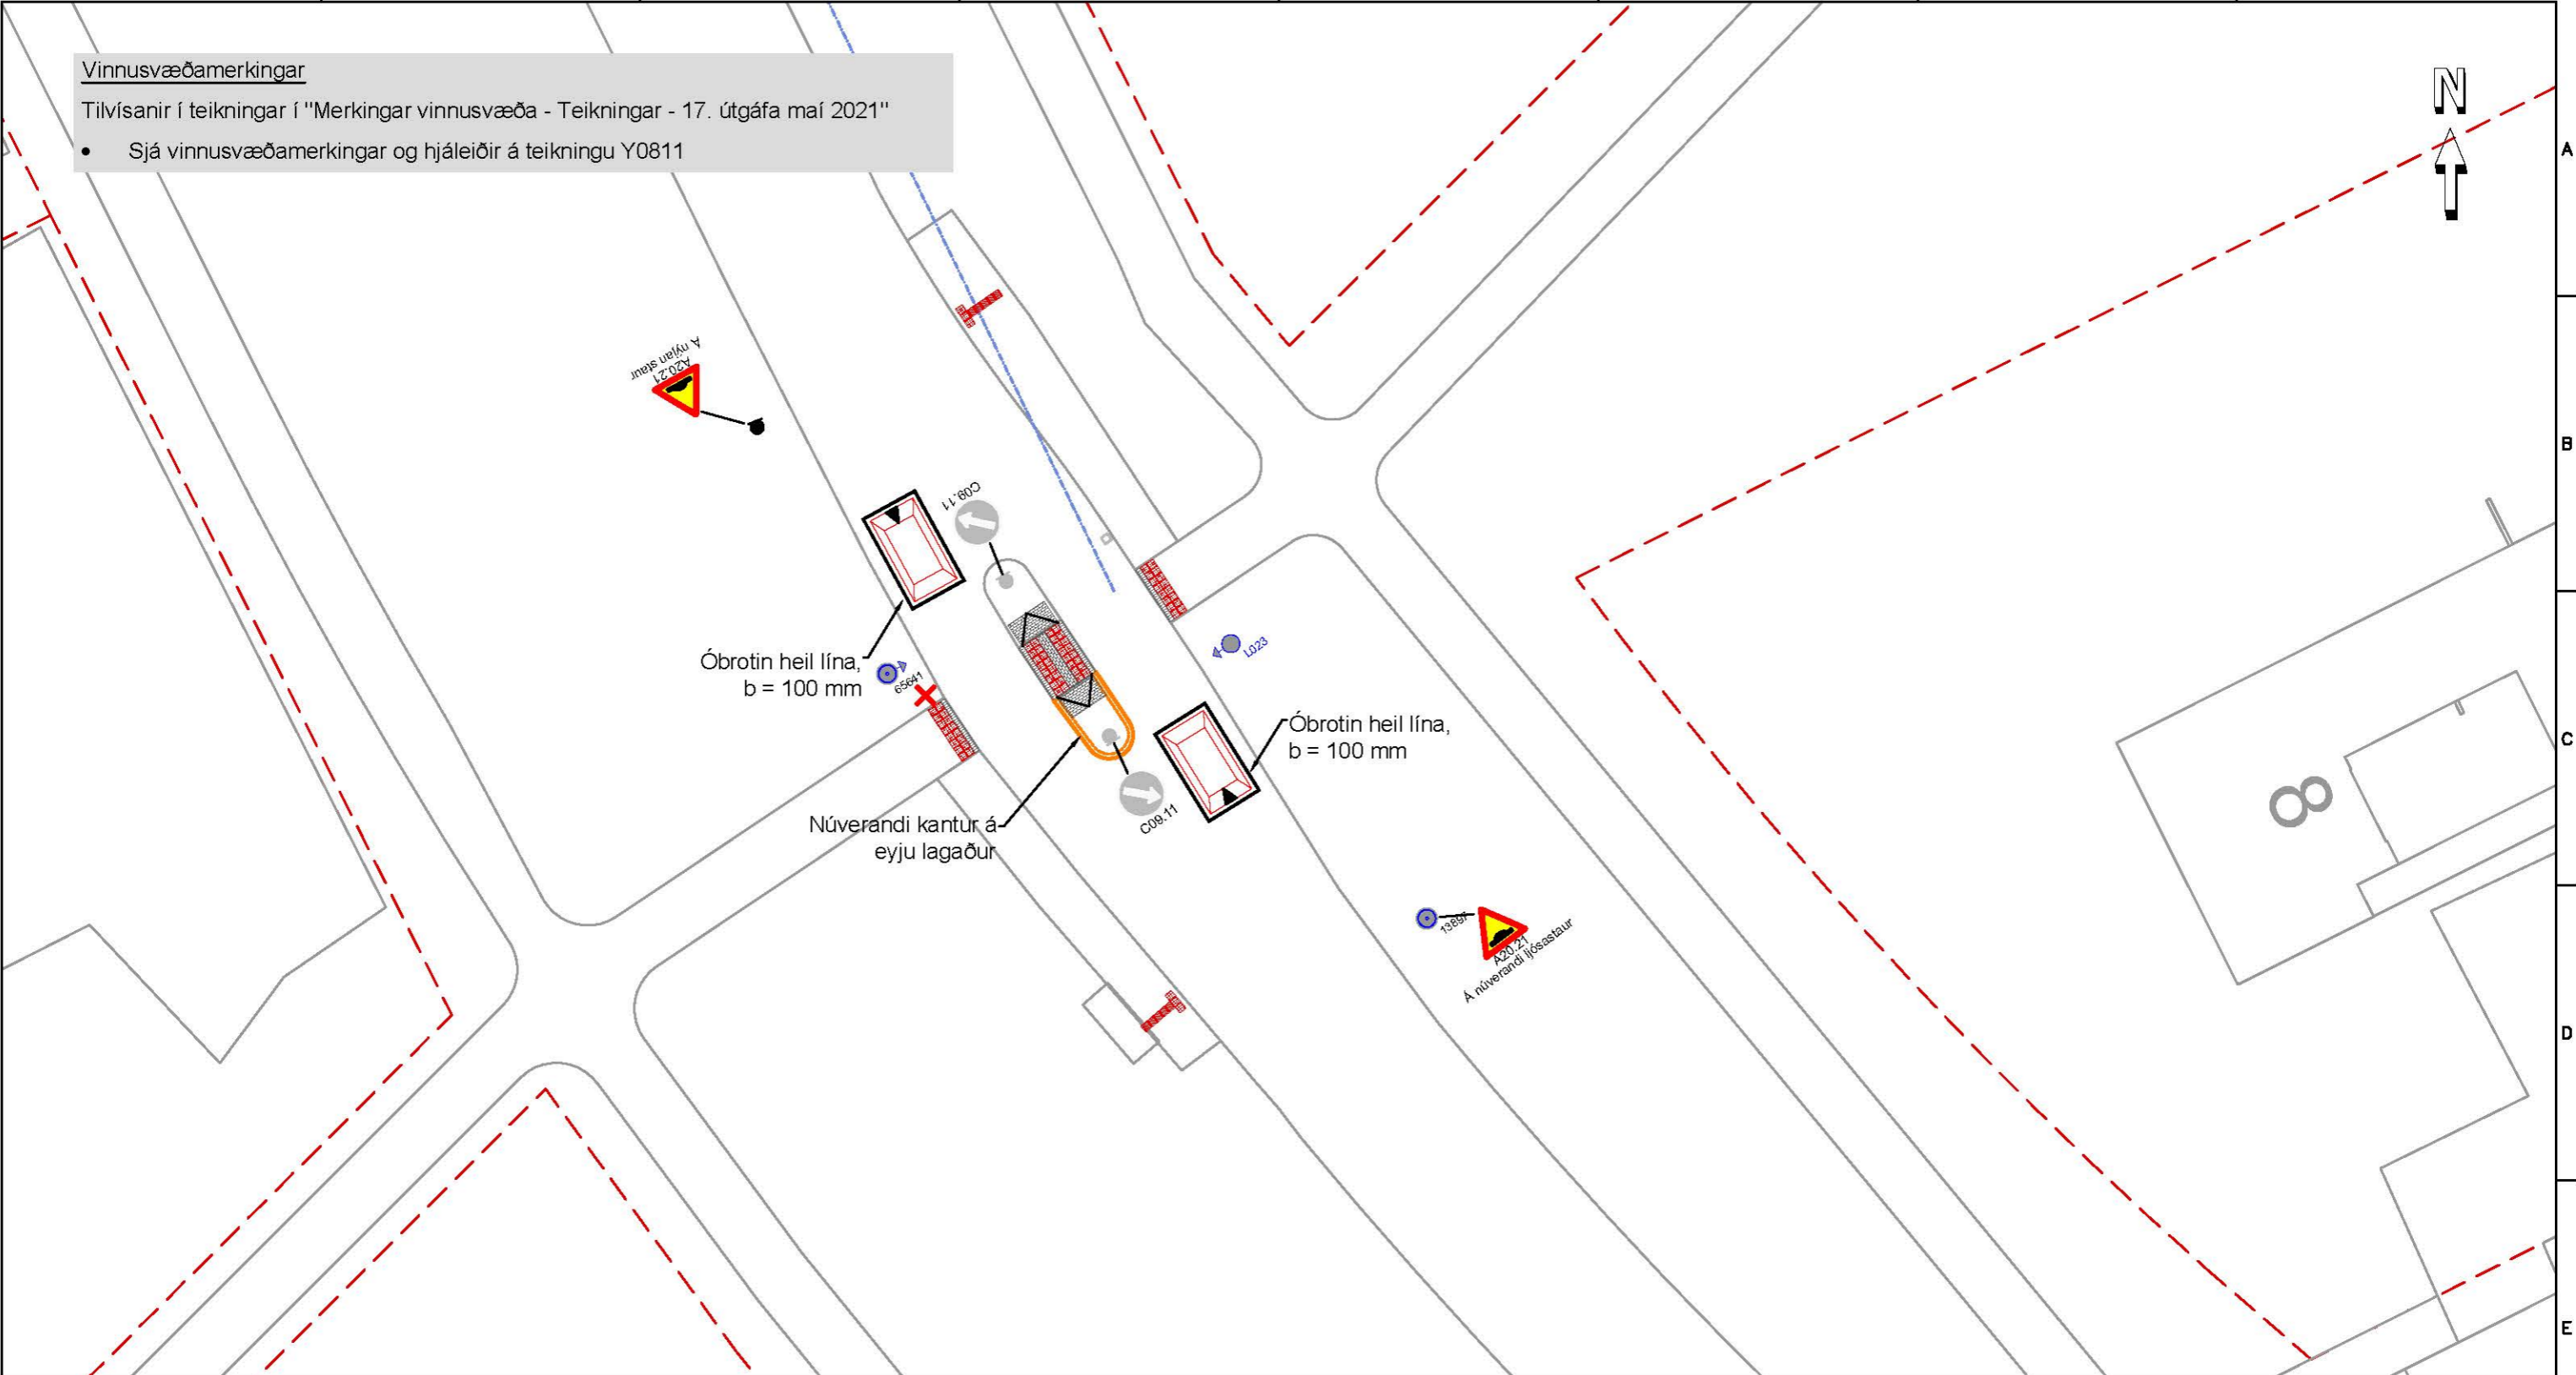 Vinnusvæðamerkingar
Tilvísanir í teikningar í "Merkingar vinnusvæða - Teikningar - 17. útgáfa maí 2021"
• Sjá vinnusvæðamerkingar og hjáleiðir á teikningu Y0811
N
A
Á nýjan staur
A20.21
B
C09.11
Óbrotin heil lína,
b = 100 mm
65641
L023
Óbrotin heil lína,
b = 100 mm
C
8
C09.11
Núverandi kantur á
eyju lagaður
13897
A20.21
Á núverandi ljósastaur
D
E